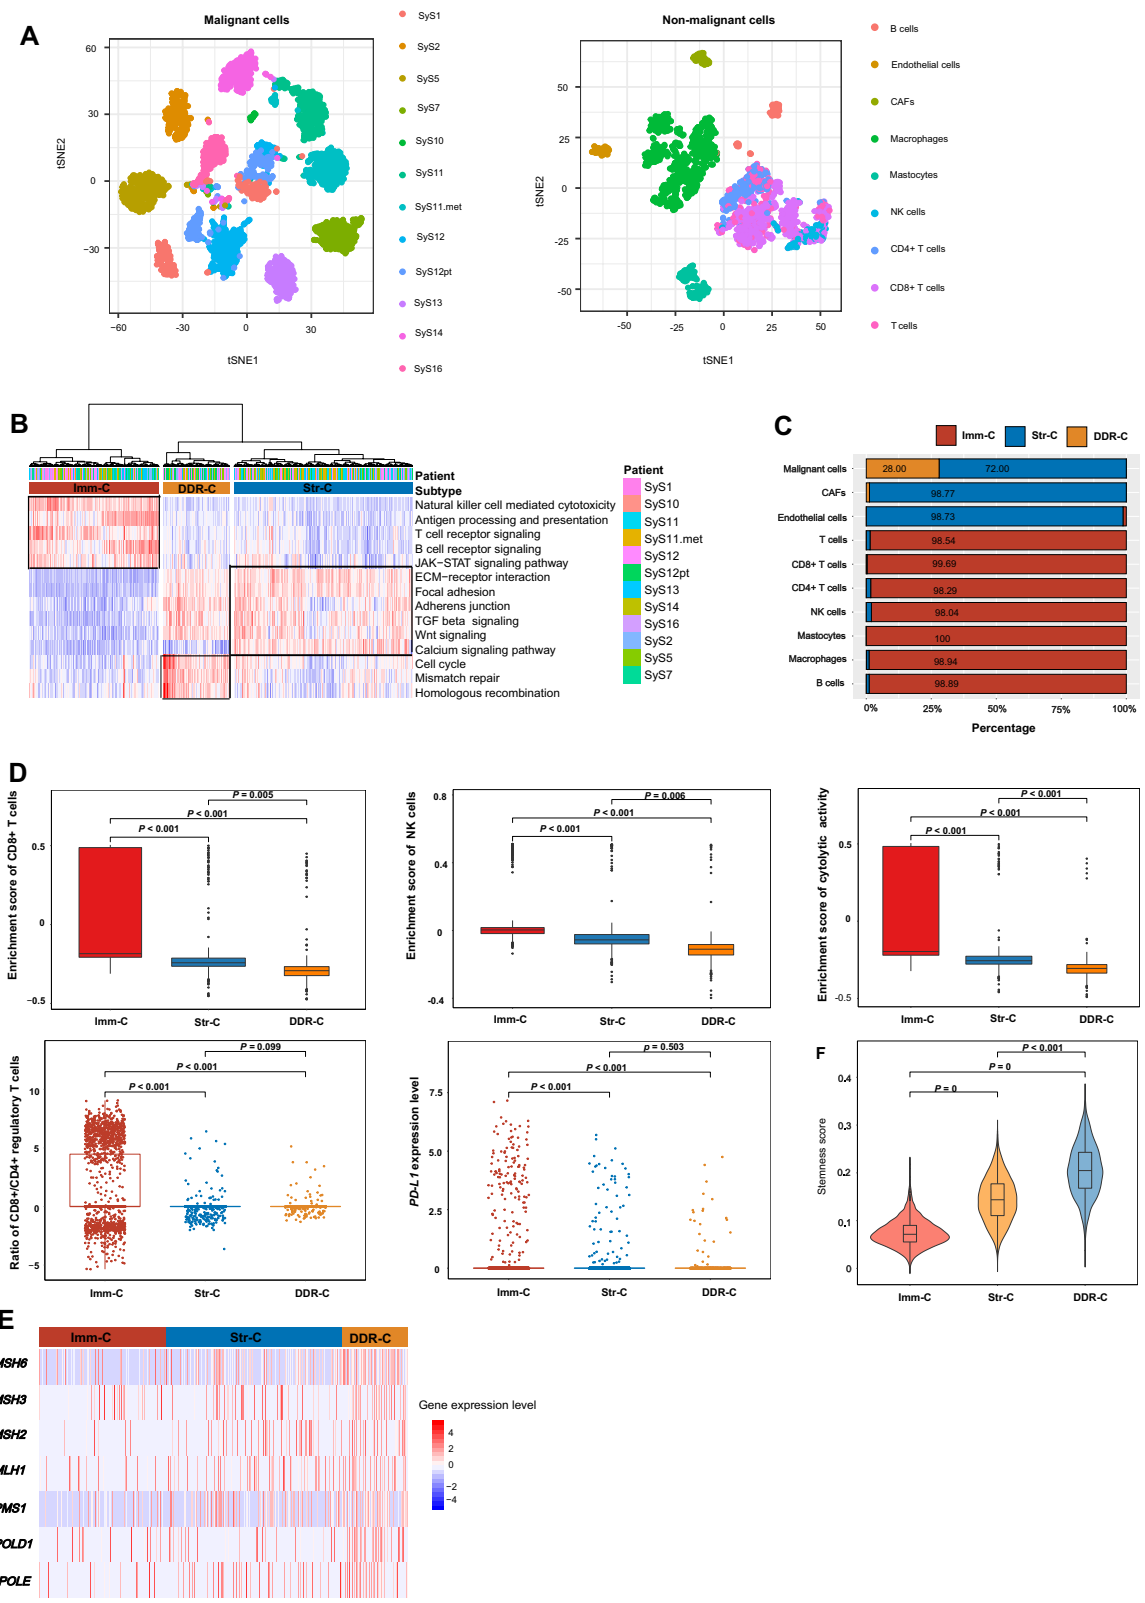 A
Malignant cells
tSNE2
60
30
0
−30
−60
−30
0
30
tSNE1
SyS1
SyS2
SyS5
SyS7
SyS10
SyS11
SyS11.met
SyS12
SyS12pt
SyS13
SyS14
SyS16
Non-malignant cells
tSNE2
50
25
0
-25
-50
-50
-25
0
25
50
tSNE1
B cells
Endothelial cells
CAFs
Macrophages
Mastocytes
NK cells
CD4+ T cells
CD8+ T cells
T cells
B
Patient
Subtype
Imm-C
DDR-C
Str-C
Natural killer cell mediated cytotoxicity
Antigen processing and presentation
T cell receptor signaling
B cell receptor signaling
JAK−STAT signaling pathway
ECM−receptor interaction
Focal adhesion
Adherens junction
TGF beta signaling
Wnt signaling
Calcium signaling pathway
Cell cycle
Mismatch repair
Homologous recombination
Patient
SyS1
SyS10
SyS11
SyS11.met
SyS12
SyS12pt
SyS13
SyS14
SyS16
SyS2
SyS5
SyS7
C
Imm-C
Str-C
DDR-C
Malignant cells
28.00
72.00
CAFs
98.77
Endothelial cells
98.73
T cells
98.54
CD8+ T cells
99.69
CD4+ T cells
98.29
NK cells
98.04
Mastocytes
100
Macrophages
98.94
B cells
98.89
0%
25%
50%
75%
100%
Percentage
D
Enrichment score of CD8+ T cells
0.5
0
−0.5
P = 0.005
P < 0.001
P < 0.001
Imm-C
Str-C
DDR-C
Enrichment score of NK cells
0.8
0.4
0
-0.4
P = 0.006
P < 0.001
P < 0.001
Imm-C
Str-C
DDR-C
Enrichment score of cytolytic activity
0.5
0
-0.5
P < 0.001
P < 0.001
P < 0.001
Imm-C
Str-C
DDR-C
Ratio of CD8+/CD4+ regulatory T cells
10
5
0
−5
P = 0.099
P < 0.001
P < 0.001
Imm-C
Str-C
DDR-C
PD-L1 expression level
7.5
5.0
2.5
0
p = 0.503
P < 0.001
P < 0.001
Imm-C
Str-C
DDR-C
F
Stemness score
0.4
0.3
0.2
0.1
0
P < 0.001
P = 0
P = 0
Imm-C
Str-C
DDR-C
E
Imm-C
Str-C
DDR-C
MSH6
MSH3
MSH2
MLH1
PMS1
POLD1
POLE
Gene expression level
4
2
0
−2
−4